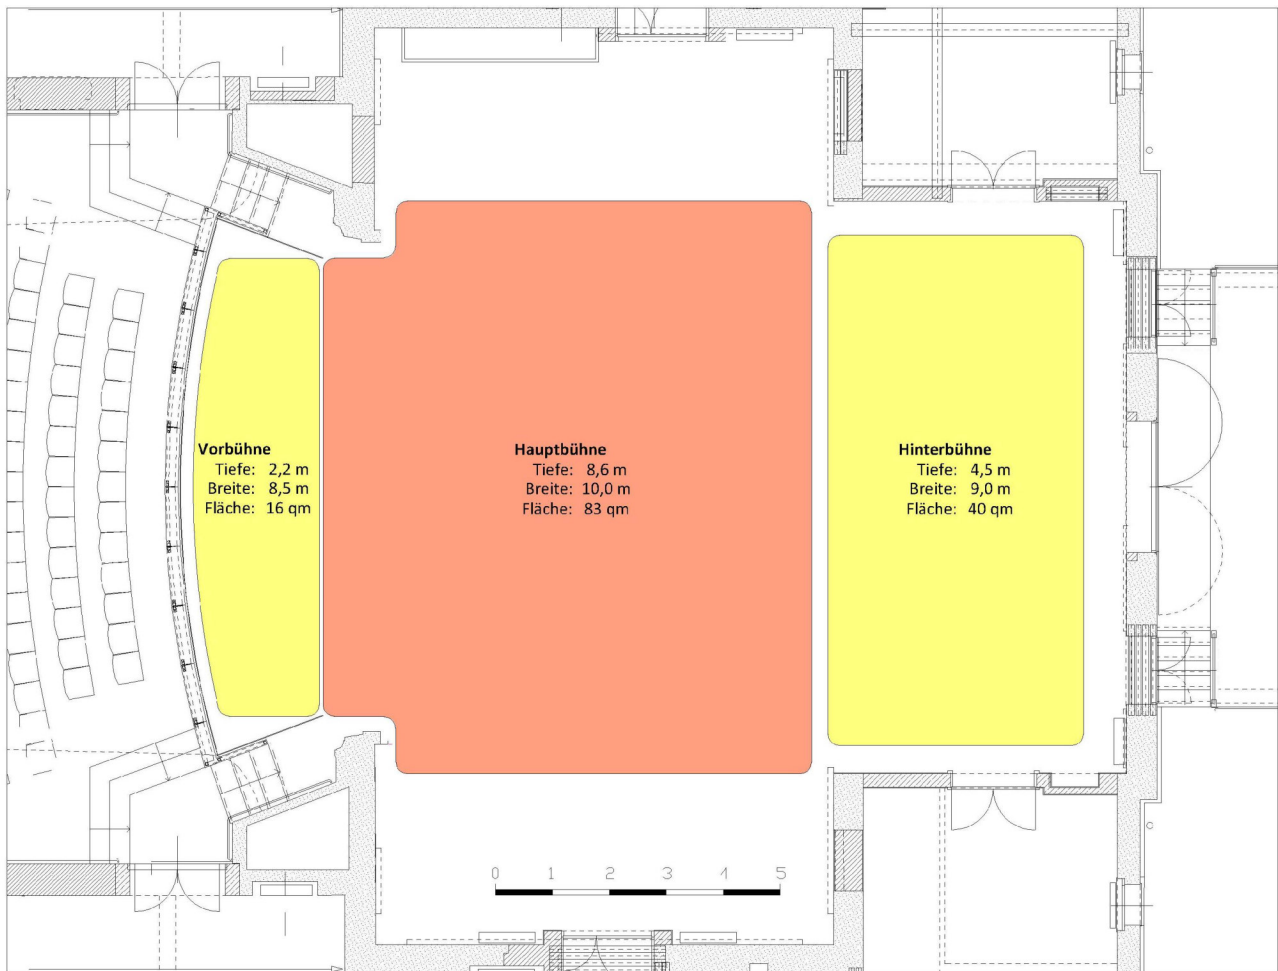 Vorbühne
Tiefe: 2,2 m
Breite: 8,5 m
Fläche: 16 qm
Hauptbühne
Tiefe: 8,6 m
Breite: 10,0 m
Fläche: 83 qm
Hinterbühne
Tiefe: 4,5 m
Breite: 9,0 m
Fläche: 40 qm
0 1 2 3 4 5